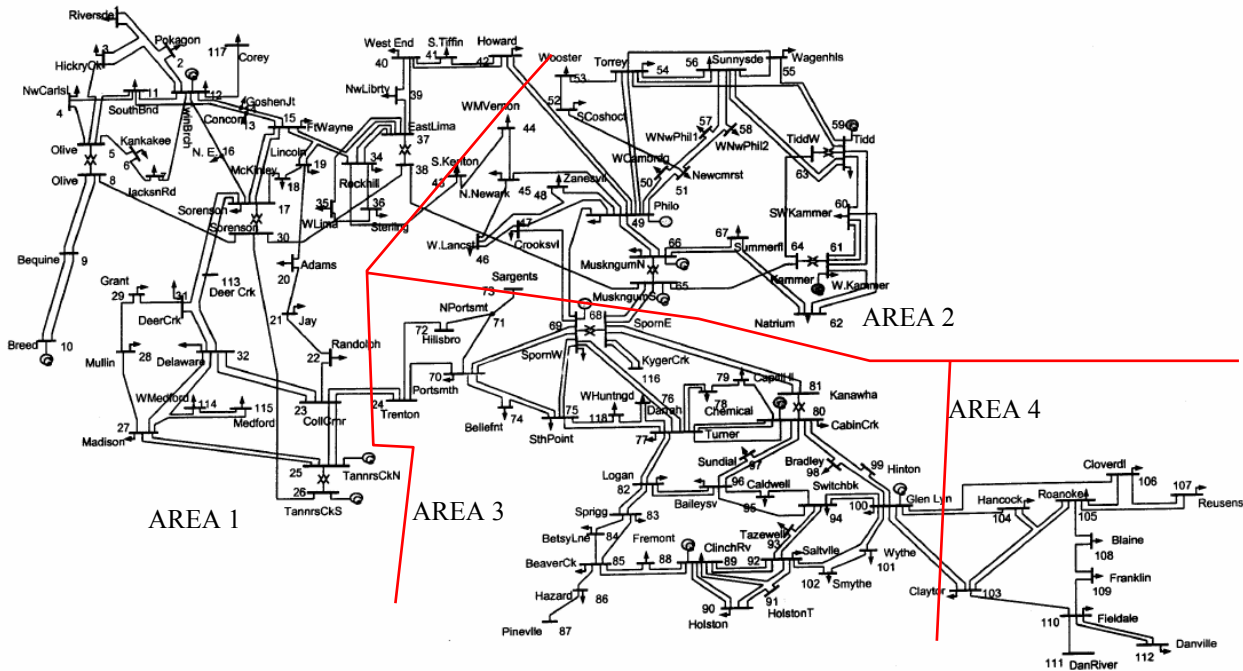 Riversde 1
Pokagon
2
117
Corey
3
HickryCk
NwCarlsl
4
11
SouthBnd
12
GoshenJt
Concord
13
15
FtWayne
TwinBrch
Kankakee
Olive
5
6
7
JacksnRd
N. E. 16
McKinley
Lincoln
19
18
Olive
8
Sorenson
17
Sorenson
30
West End
40
S.Tiffin
41
Howard
42
NwLibrty
39
EastLima
37
38
34
Rockhill
35
WLima
36
Sterling
S.Kenton
43
WMVernon
44
N.Newark
45
Wooster
53
52
SCoshoct
Torrey
54
56
Sunnysde
Wagenhls
55
57
WNwPhil1
58
WNwPhil2
WCambrdg
50
51
Newcmrst
Zanesvll
48
Philo
49
59
Tidd
TiddW
63
60
SWKammer
64
61
Kammer
W.Kammer
Natrium
62
67
Summerfl
66
MuskngumN
MuskngumS
65
W.Lancst
46
47
Crooksvl
Bequine
9
Breed
10
Grant
29
31
DeerCrk
113
Deer Crk
Adams
20
21
Jay
Randolph
22
Mullin
28
Delaware
32
WMedford
114
115
Medford
27
Madison
23
CollCrnr
25
TannrsCkN
26
TannrsCkS
Trenton
24
Portsmth
70
Sargents
73
NPortsmt
71
72
Hillsbro
69
68
SpornE
SpornW
KygerCrk
116
Beliefnt
74
75
SthPoint
WHuntngd
118
76
Darrah
77
Turner
79
CapitlHl
78
Chemical
81
Kanawha
80
CabinCrk
Sundial
97
Bradley
98
99
Hinton
Logan
82
96
Baileysv
Caldwell
95
Switchbk
94
Glen Lyn
100
Sprigg
83
BetsyLne
84
Fremont
88
85
BeaverCk
Hazard
86
Pinevlle
87
ClinchRv
89
92
Saltvlle
Tazewell
93
90
Holston
91
HolstonT
102
Smythe
Wythe
101
Cloverdl
106
107
Reusens
Hancock
104
Roanoke
105
Blaine
108
Franklin
109
Claytor
103
110
Fieldale
111
DanRiver
Danville
112
AREA 1
AREA 2
AREA 3
AREA 4